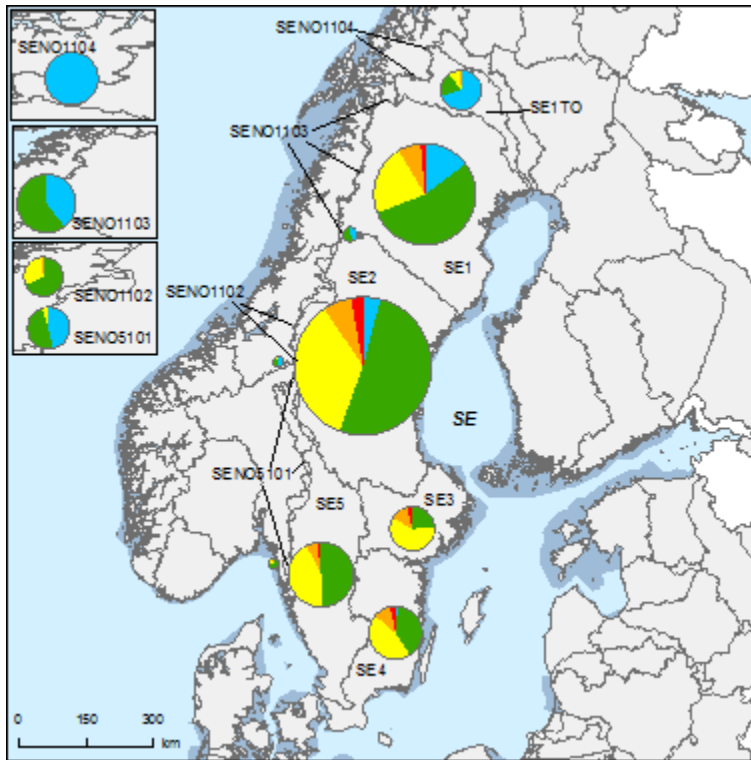 SENO1104
SENO1104
SE1TO
SENO1103
SENO1103
SE2
SE1
SENO1102
SENO1102
SENO5101
SE
SENO5101
SE5
SE3
SE4
0 150 300
km